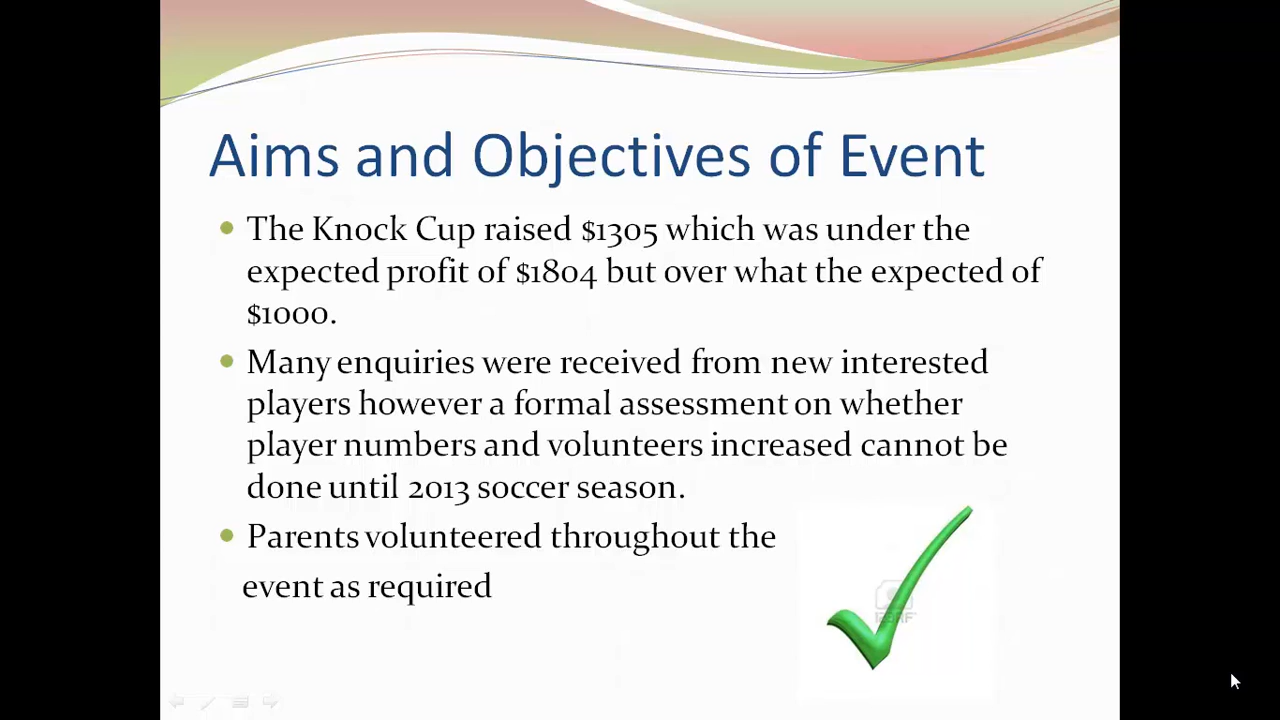 Aims and Objectives of Event
The Knock Cup raised $1305 which was under the
expected profit of $1804 but over what the expected of
$1000.
Many enquiries were received from new interested
players however a formal assessment on whether
player numbers and volunteers increased cannot be
done until 2013 soccer season.
Parents volunteered throughout the
event as required